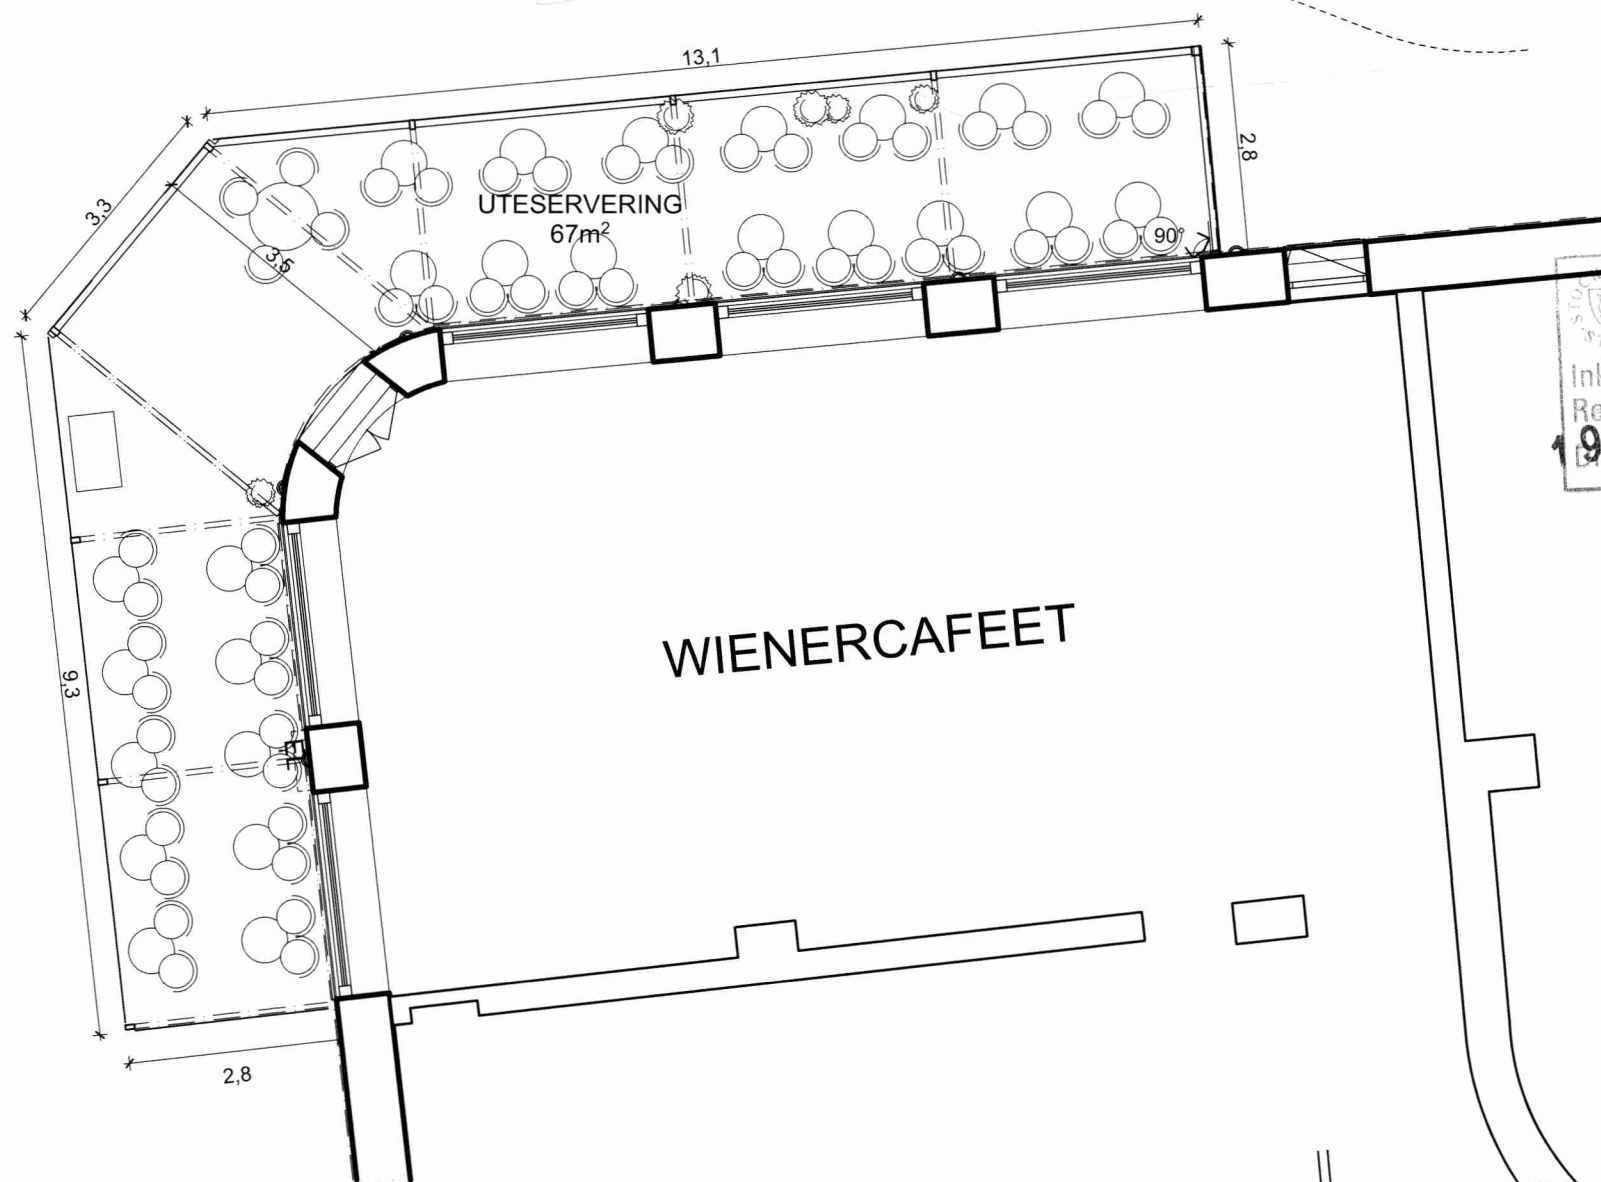 13,1
2,8
3,3
UTESERVERING
67m²
90°
3,5
WIENERCAFEET
9,3
2,8